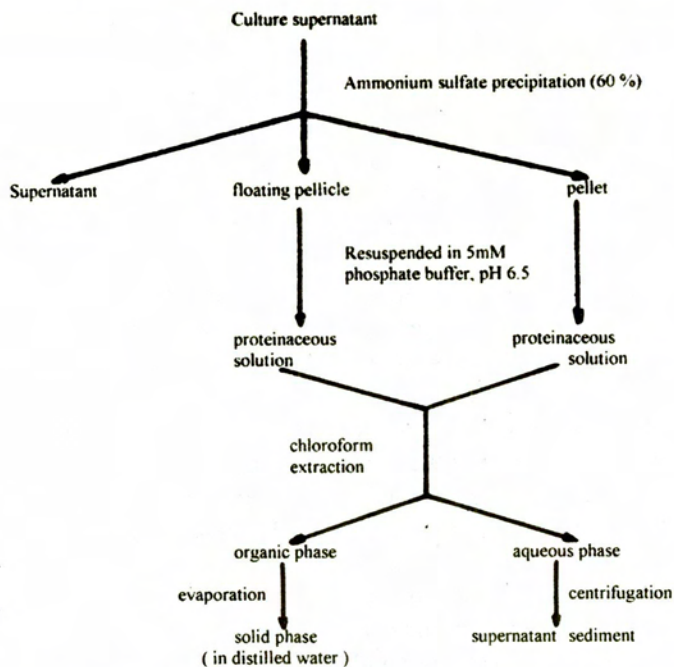 Culture supernatant
Ammonium sulfate precipitation (60 %)
Supernatant
floating pellicle
pellet
Resuspended in 5mM
phosphate buffer, pH 6.5
proteinaceous
solution
proteinaceous
solution
chloroform
extraction
organic phase
aqueous phase
evaporation
centrifugation
solid phase
( in distilled water )
supernatant sediment